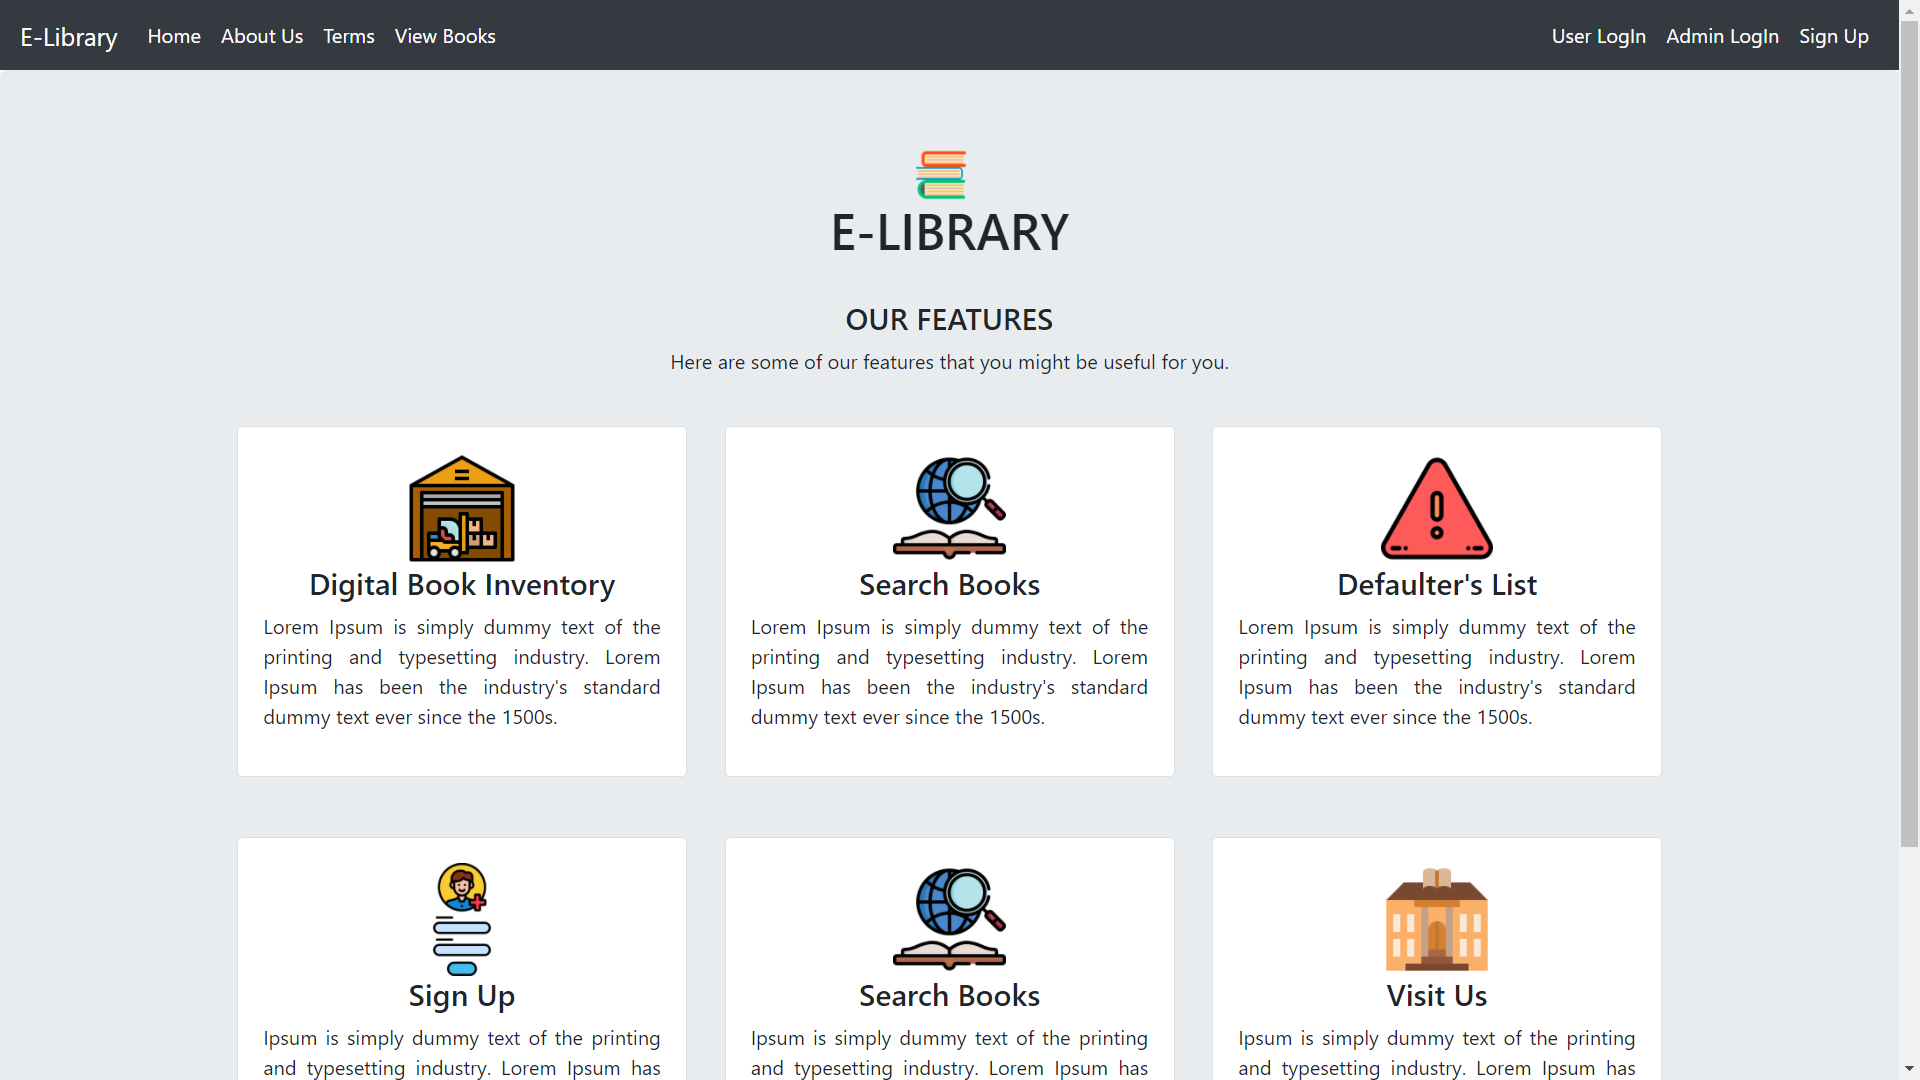 E-Library Home About Us Terms View Books User LogIn Admin LogIn Sign Up
E-LIBRARY
OUR FEATURES
Here are some of our features that you might be useful for you.
Digital Book Inventory
Lorem Ipsum is simply dummy text of the
printing and typesetting industry. Lorem
Ipsum has been the industry's standard
dummy text ever since the 1500s.
Search Books
Lorem Ipsum is simply dummy text of the
printing and typesetting industry. Lorem
Ipsum has been the industry's standard
dummy text ever since the 1500s.
Defaulter's List
Lorem Ipsum is simply dummy text of the
printing and typesetting industry. Lorem
Ipsum has been the industry's standard
dummy text ever since the 1500s.
Sign Up
Ipsum is simply dummy text of the printing
and typesetting industry. Lorem Ipsum has
Search Books
Ipsum is simply dummy text of the printing
and typesetting industry. Lorem Ipsum has
Visit Us
Ipsum is simply dummy text of the printing
and typesetting industry. Lorem Ipsum has